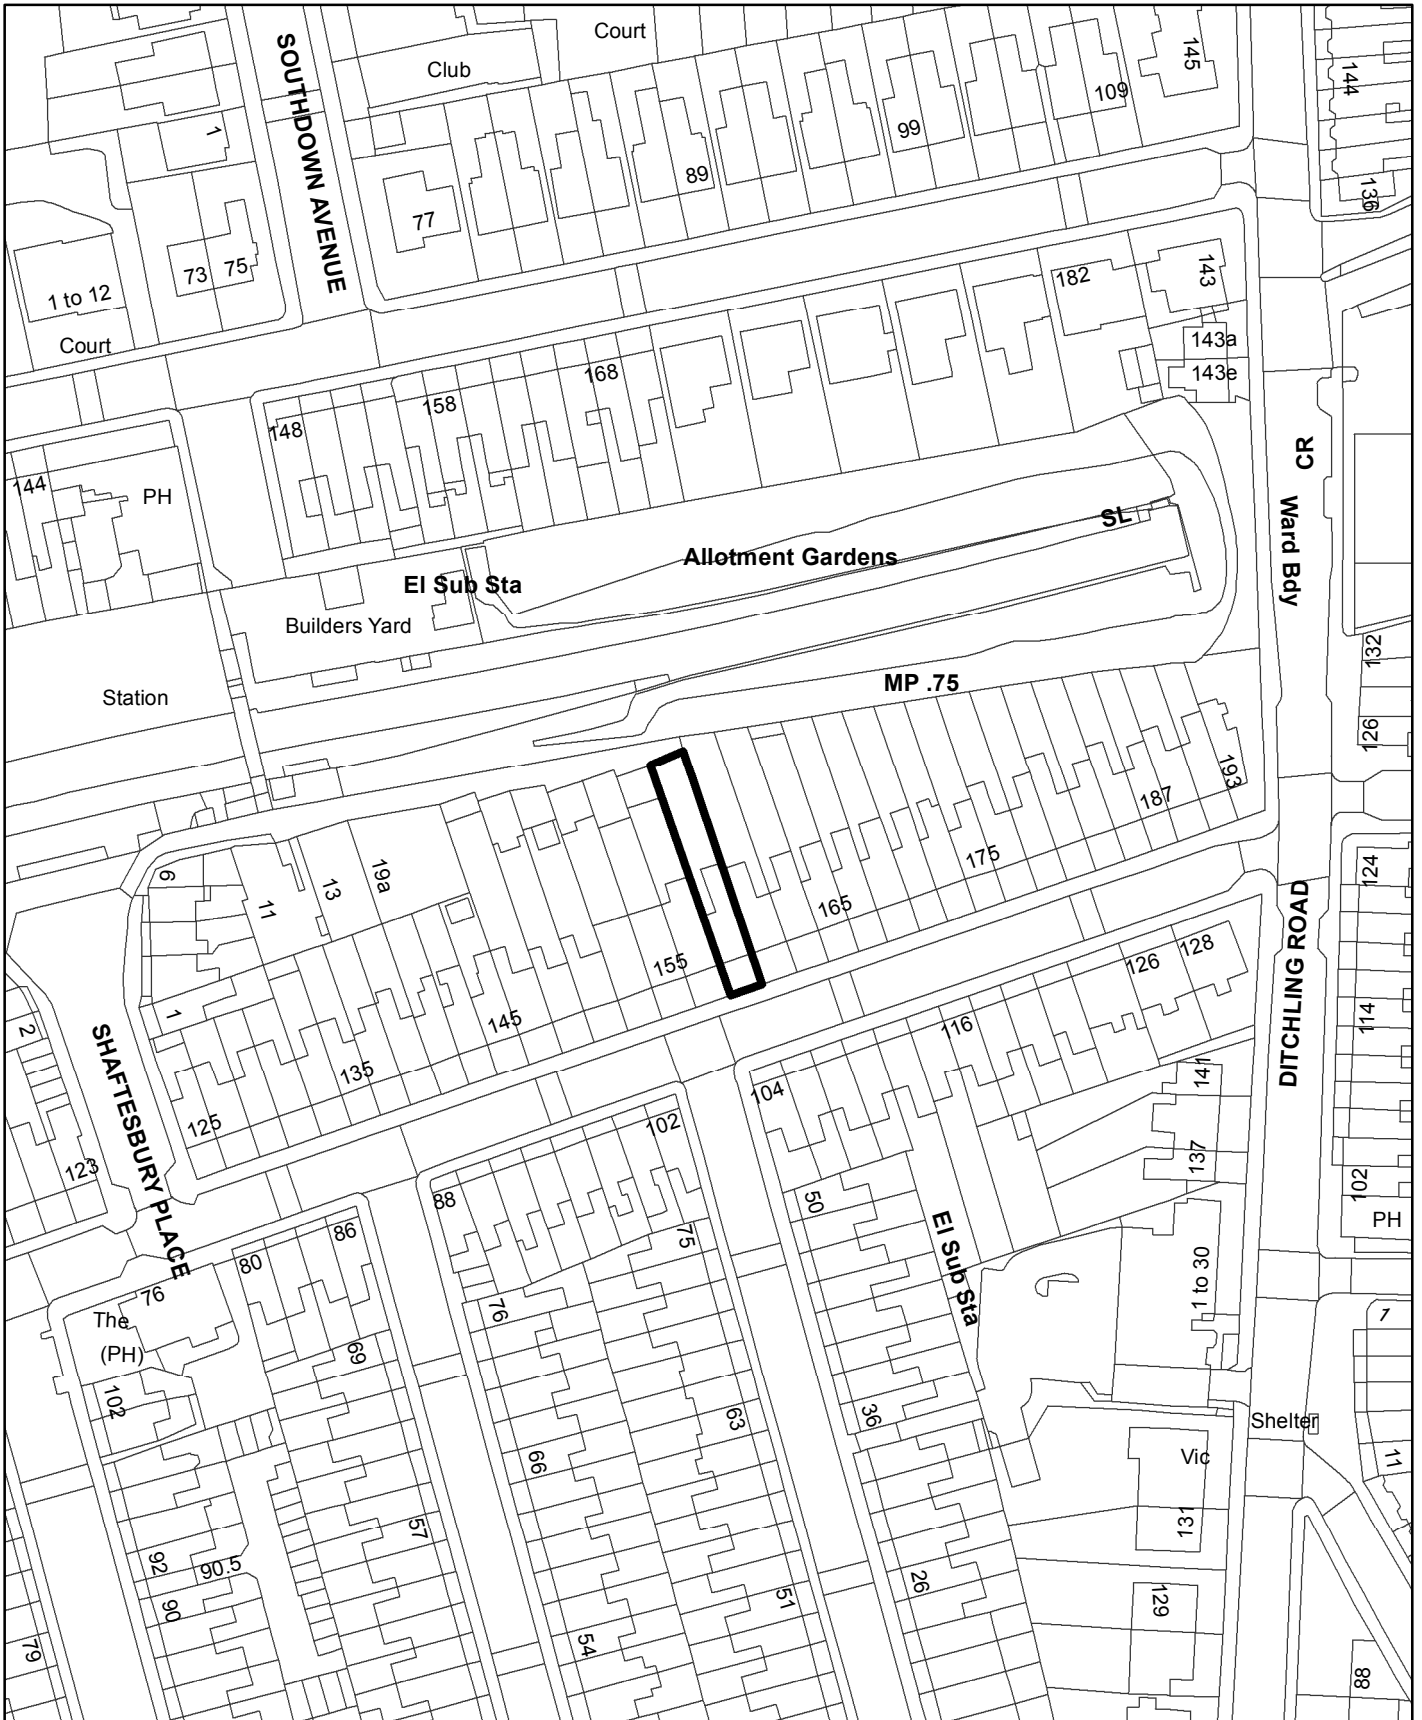 Court
SOUTHDOWN AVENUE
Club
145
144
109
1
99
89
136
77
73
75
182
143
1 to 12
143a
Court
143e
168
158
148
CR
144
PH
SL
Ward Bdy
Allotment Gardens
El Sub Sta
Builders Yard
132
MP .75
Station
126
193
187
175
124
6
19a
13
11
165
128
155
126
DITCHLING ROAD
1
2
145
116
114
SHAFTESBURY PLACE
135
141
104
125
102
123
137
102
88
50
PH
86
75
El Sub Sta
80
1 to 30
76
76
The
7
(PH)
69
102
36
63
Shelter
66
Vic
11
57
131
92
90.5
26
51
90
129
54
79
88